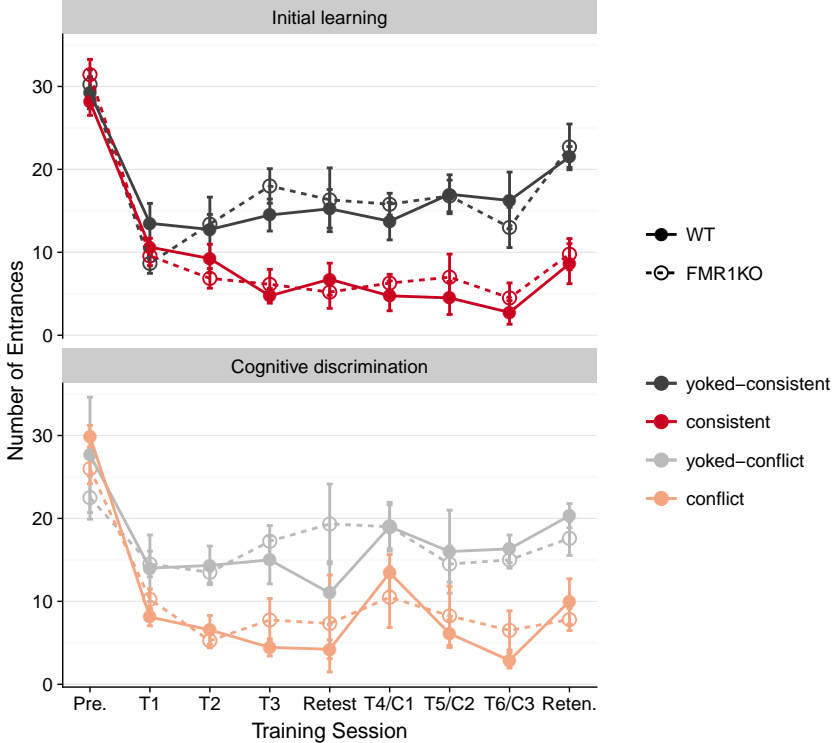 Initial learning
30
20
10
0
Cognitive discrimination
30
20
10
0
Number of Entrances
Pre. T1 T2 T3 Retest T4/C1 T5/C2 T6/C3 Reten.
Training Session
WT
FMR1KO
yoked−consistent
consistent
yoked−conflict
conflict